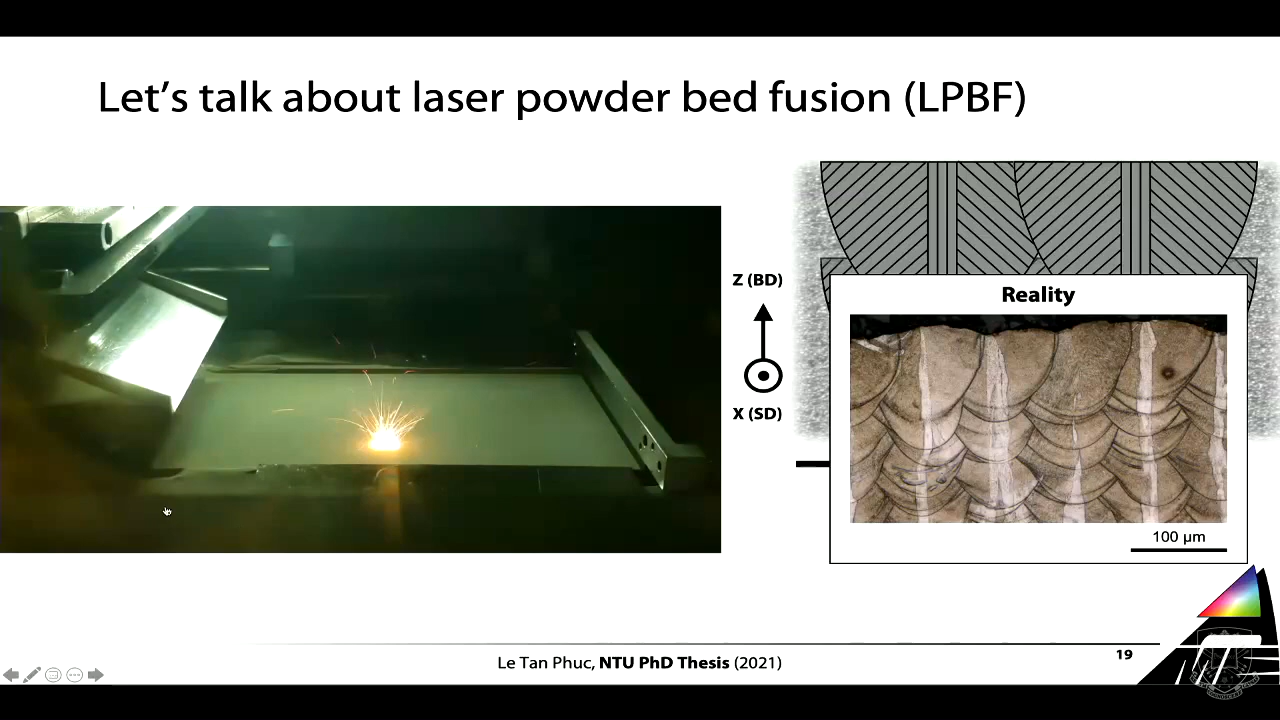 Let's talk about laser powder bed fusion (LPBF)
Z (BD)
X (SD)
Reality
100 µm
Le Tan Phuc, NTU PhD Thesis (2021)
19